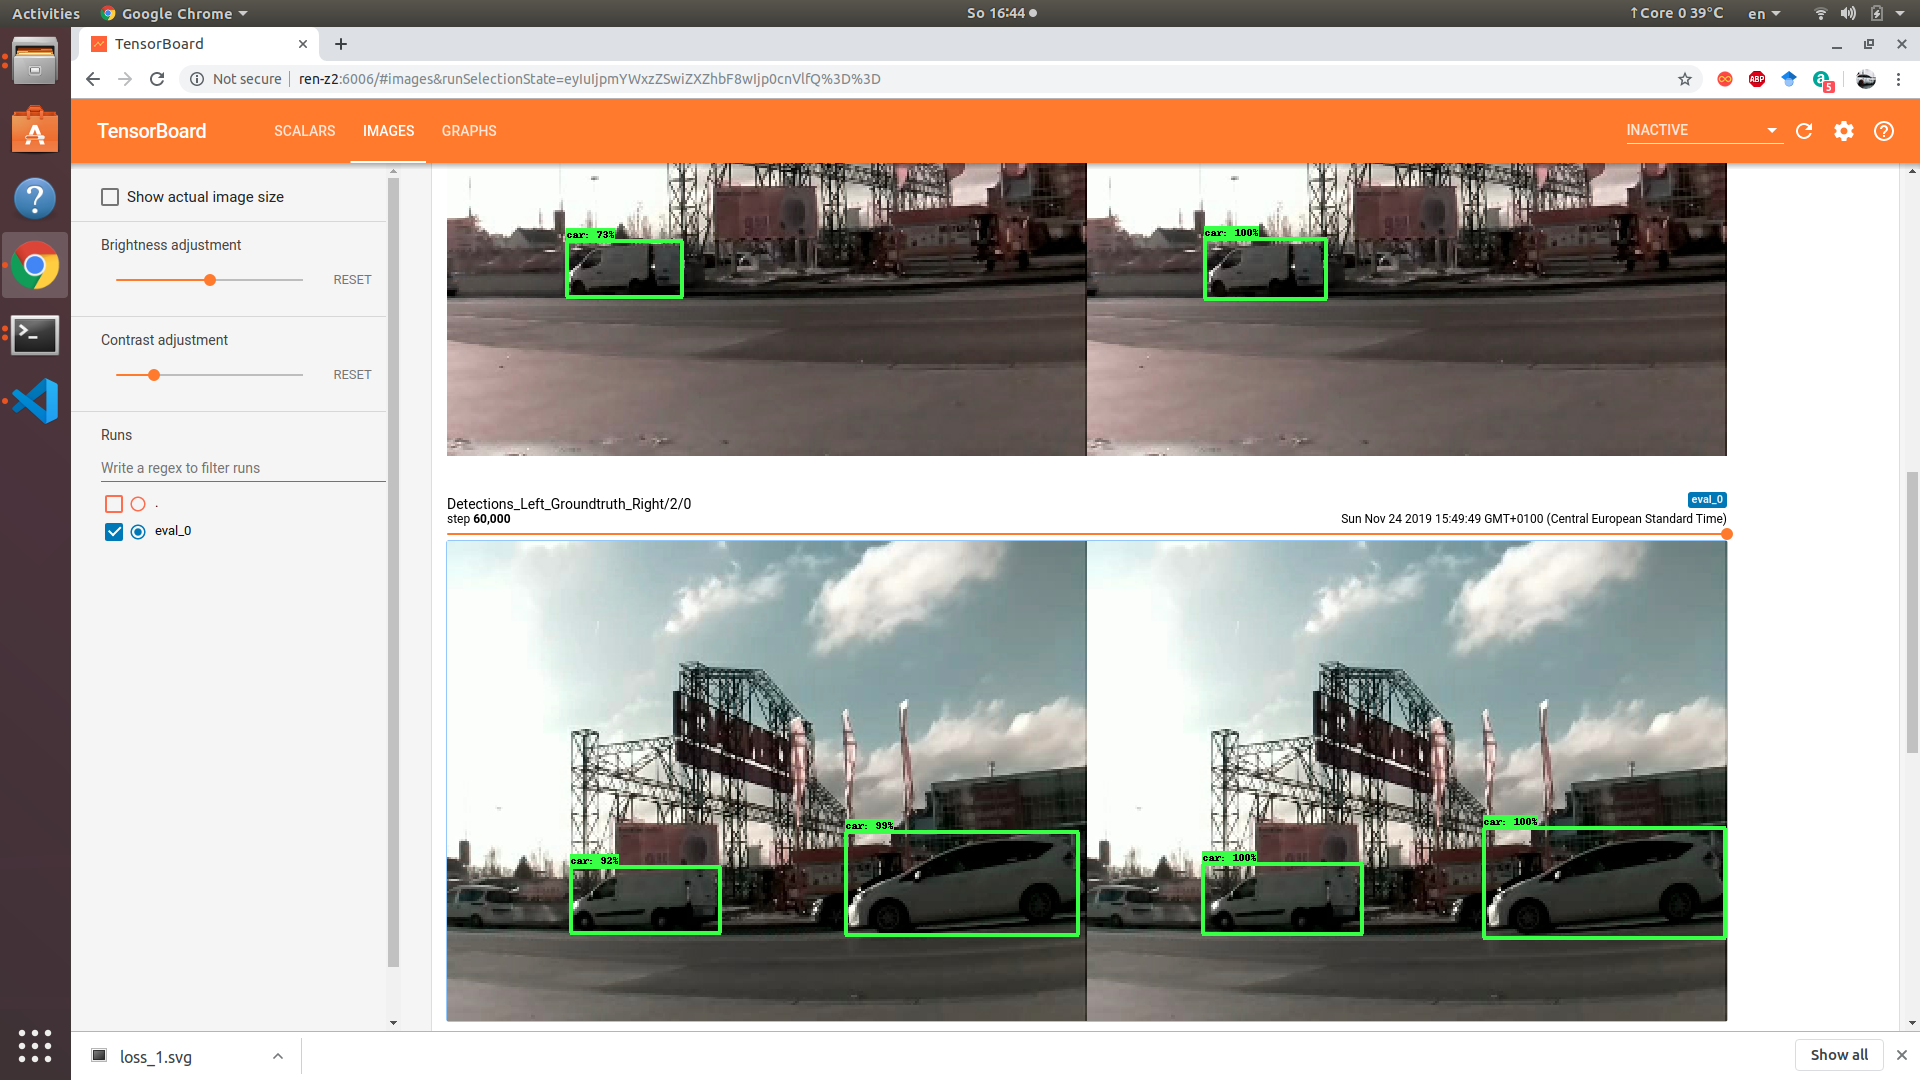 Activities
Google Chrome
So 16:44
↑Core 0 39°C
en
TensorBoard
Not secure
ren-z2:6006/#images&runSelectionState=eyIuIjpmYWxzZSwiZXZhbF8wIjp0cnVlfQ%3D%3D
ABP
5
TensorBoard
SCALARS
IMAGES
GRAPHS
INACTIVE
Show actual image size
Brightness adjustment
RESET
Contrast adjustment
RESET
Runs
Write a regex to filter runs
.
eval_0
car: 73%
car: 100%
Detections_Left_Groundtruth_Right/2/0
eval_0
step 60,000
Sun Nov 24 2019 15:49:49 GMT+0100 (Central European Standard Time)
car: 99%
car: 100%
car: 92%
car: 100%
loss_1.svg
Show all